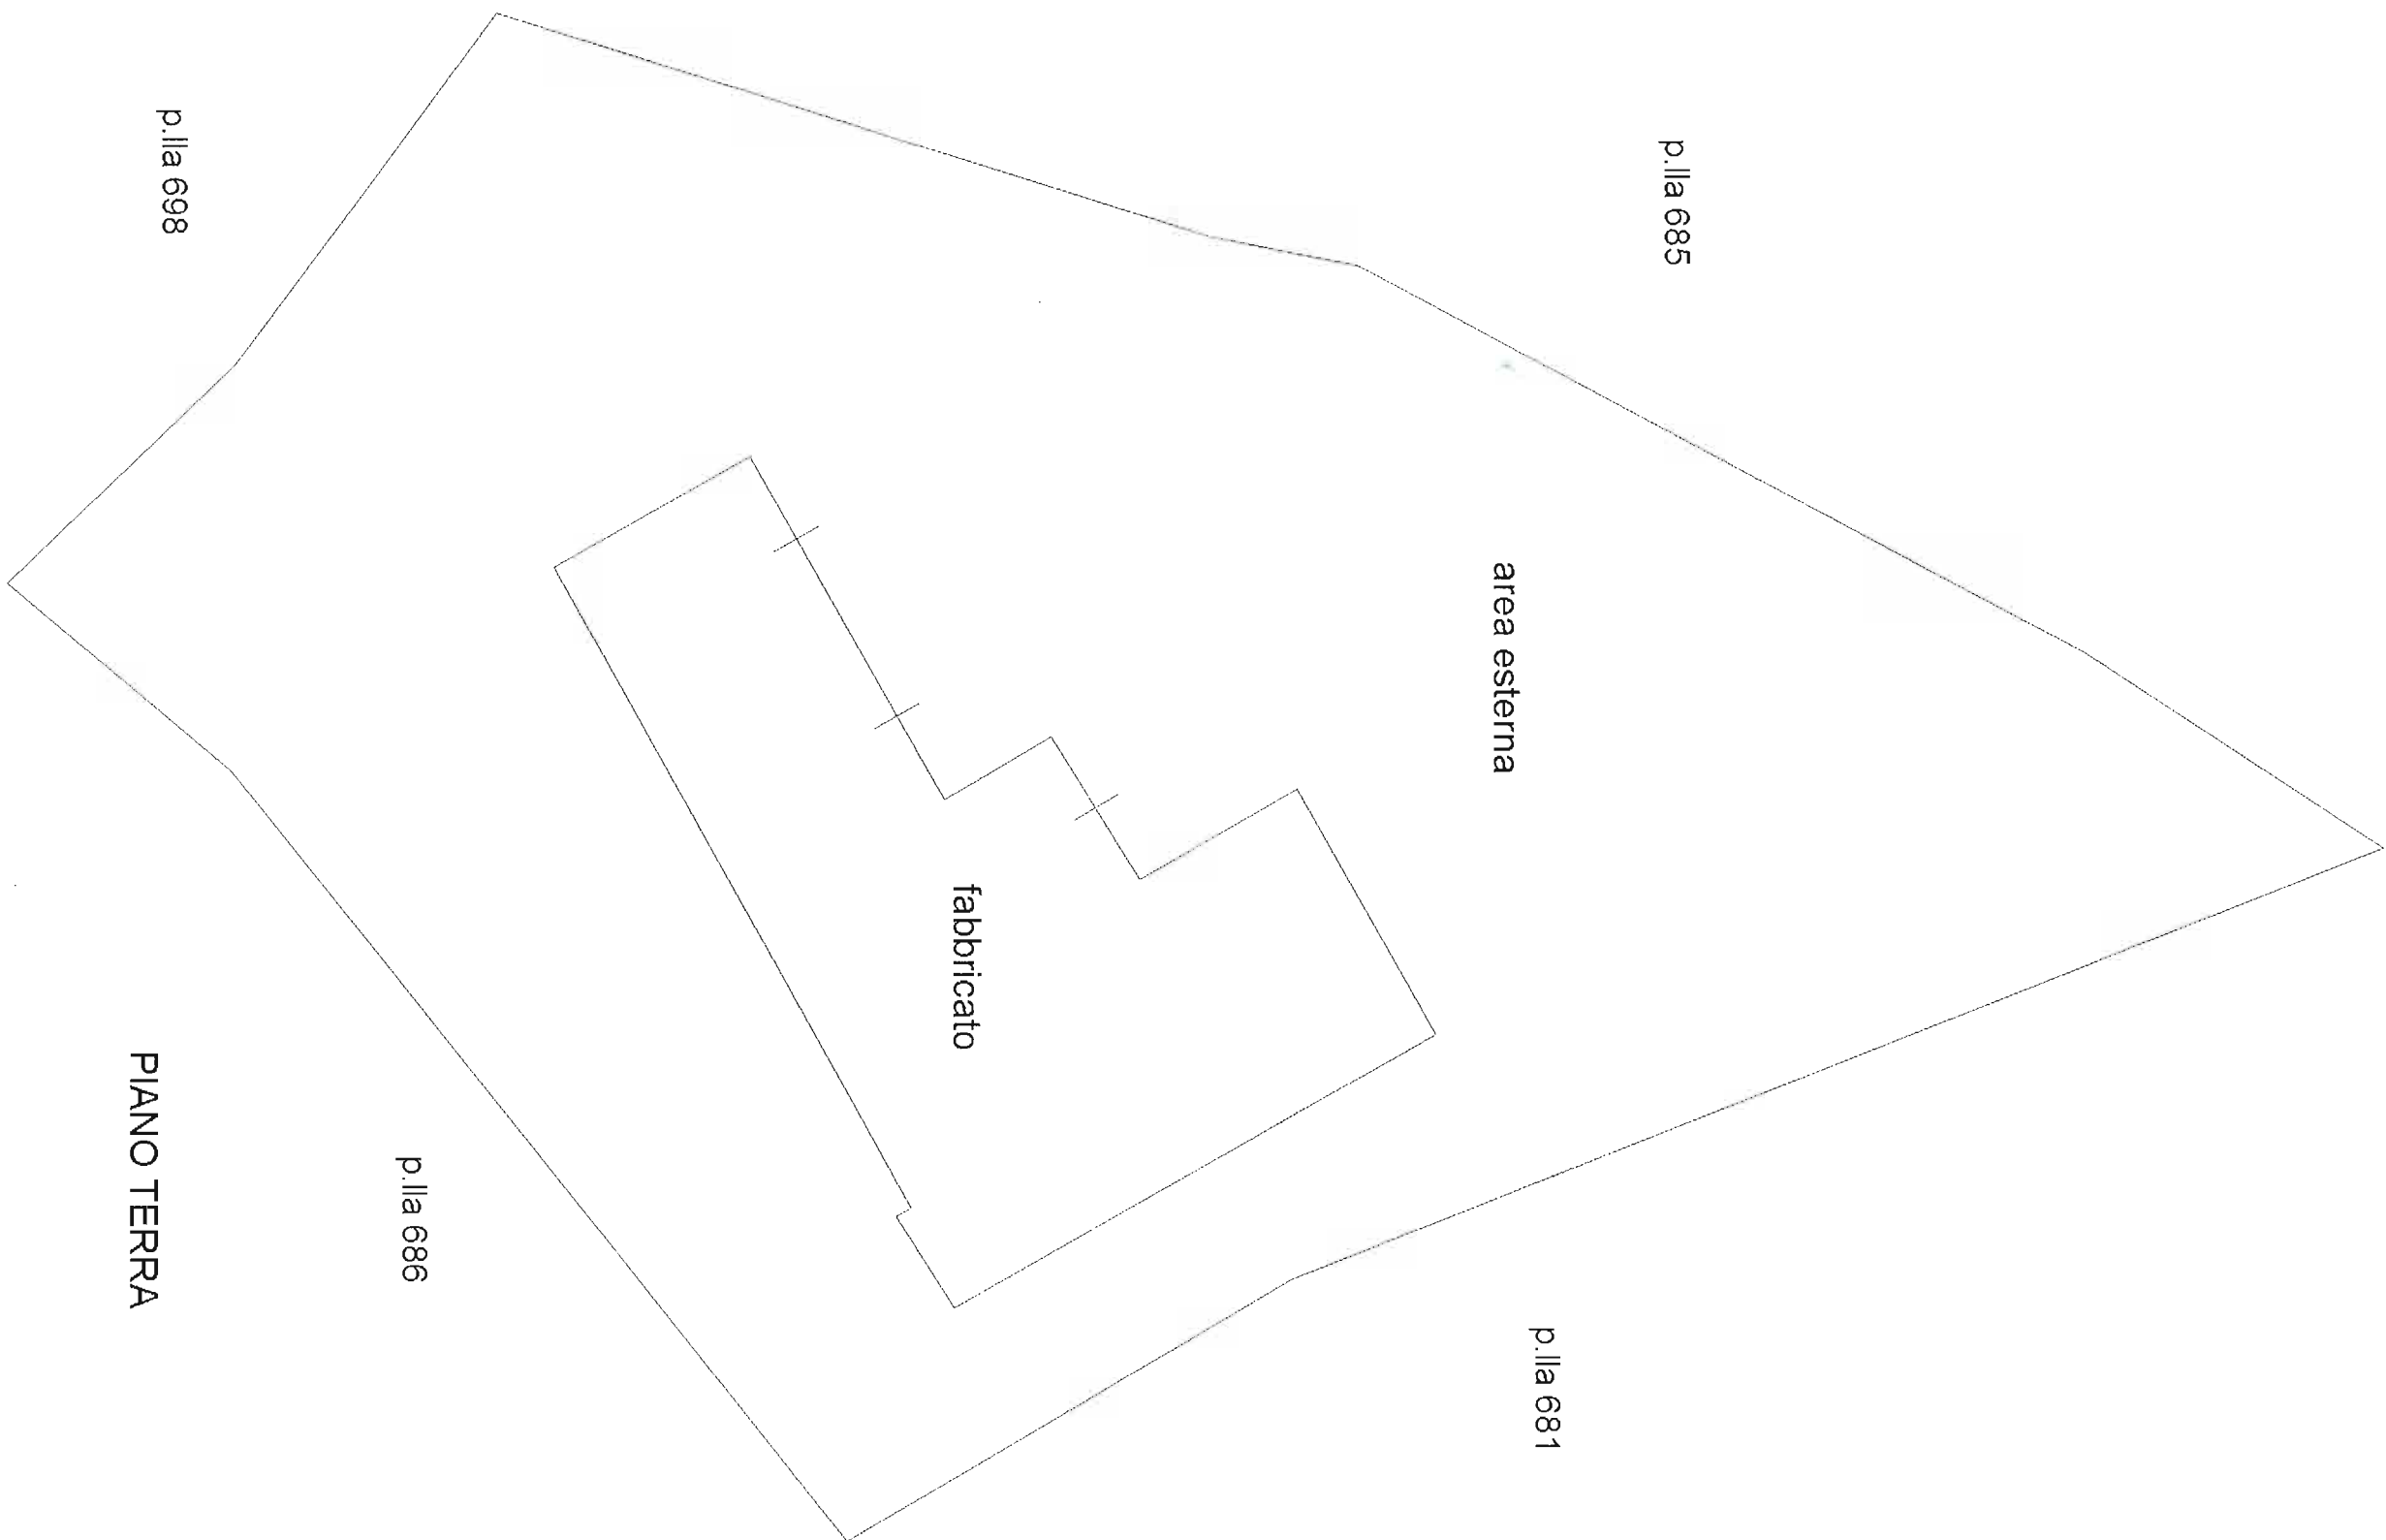 p.lla 685
p.lla 681
area esterna
fabbricato
p.lla 686
p.lla 698
PIANO TERRA